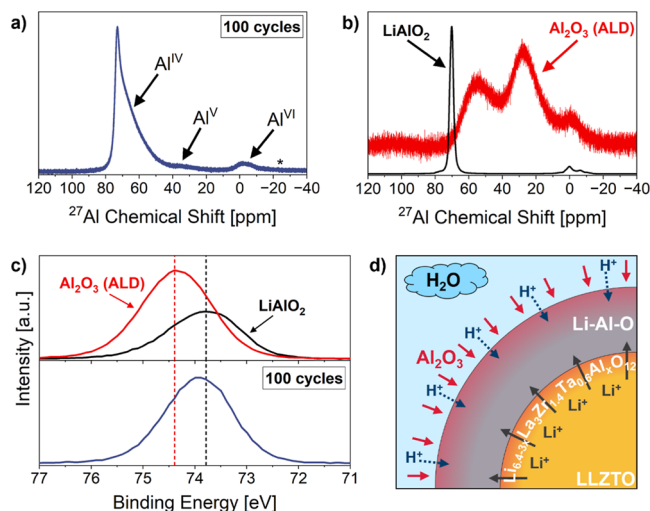 a)
100 cycles
Al^IV
Al^V
Al^VI
*
120 100 80 60 40 20 0 -20 -40
²⁷Al Chemical Shift [ppm]
b)
LiAlO₂
Al₂O₃ (ALD)
120 100 80 60 40 20 0 -20 -40
²⁷Al Chemical Shift [ppm]
c)
Al₂O₃ (ALD)
LiAlO₂
100 cycles
Intensity [a.u.]
77 76 75 74 73 72 71
Binding Energy [eV]
d)
H₂O
H⁺
H⁺
H⁺
H⁺
H⁺
H⁺
Al₂O₃
Li-Al-O
Li₆.₄₋₃ₓLa₃Zr₁.₄Ta₀.₆AlₓO₁₂
Li⁺
Li⁺
Li⁺
Li⁺
Li⁺
LLZTO